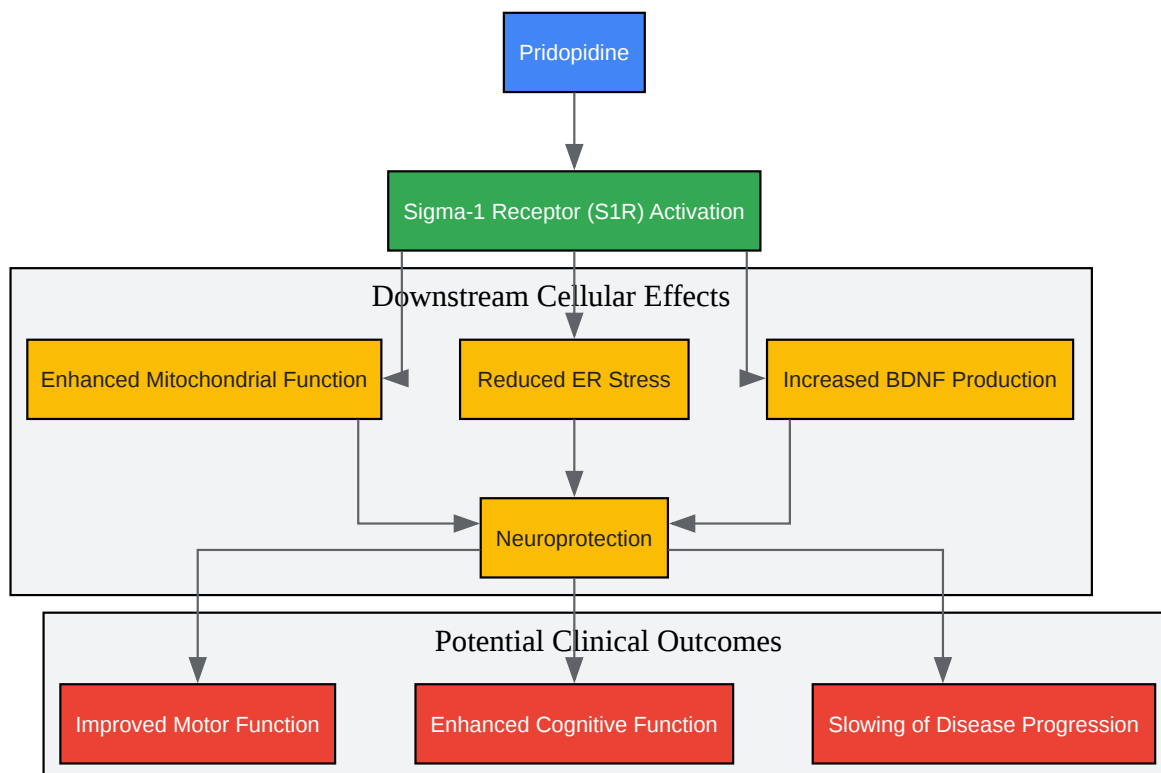 Pridopidine
Sigma-1 Receptor (S1R) Activation
Downstream Cellular Effects
Enhanced Mitochondrial Function
Reduced ER Stress
Increased BDNF Production
Neuroprotection
Potential Clinical Outcomes
Improved Motor Function
Enhanced Cognitive Function
Slowing of Disease Progression